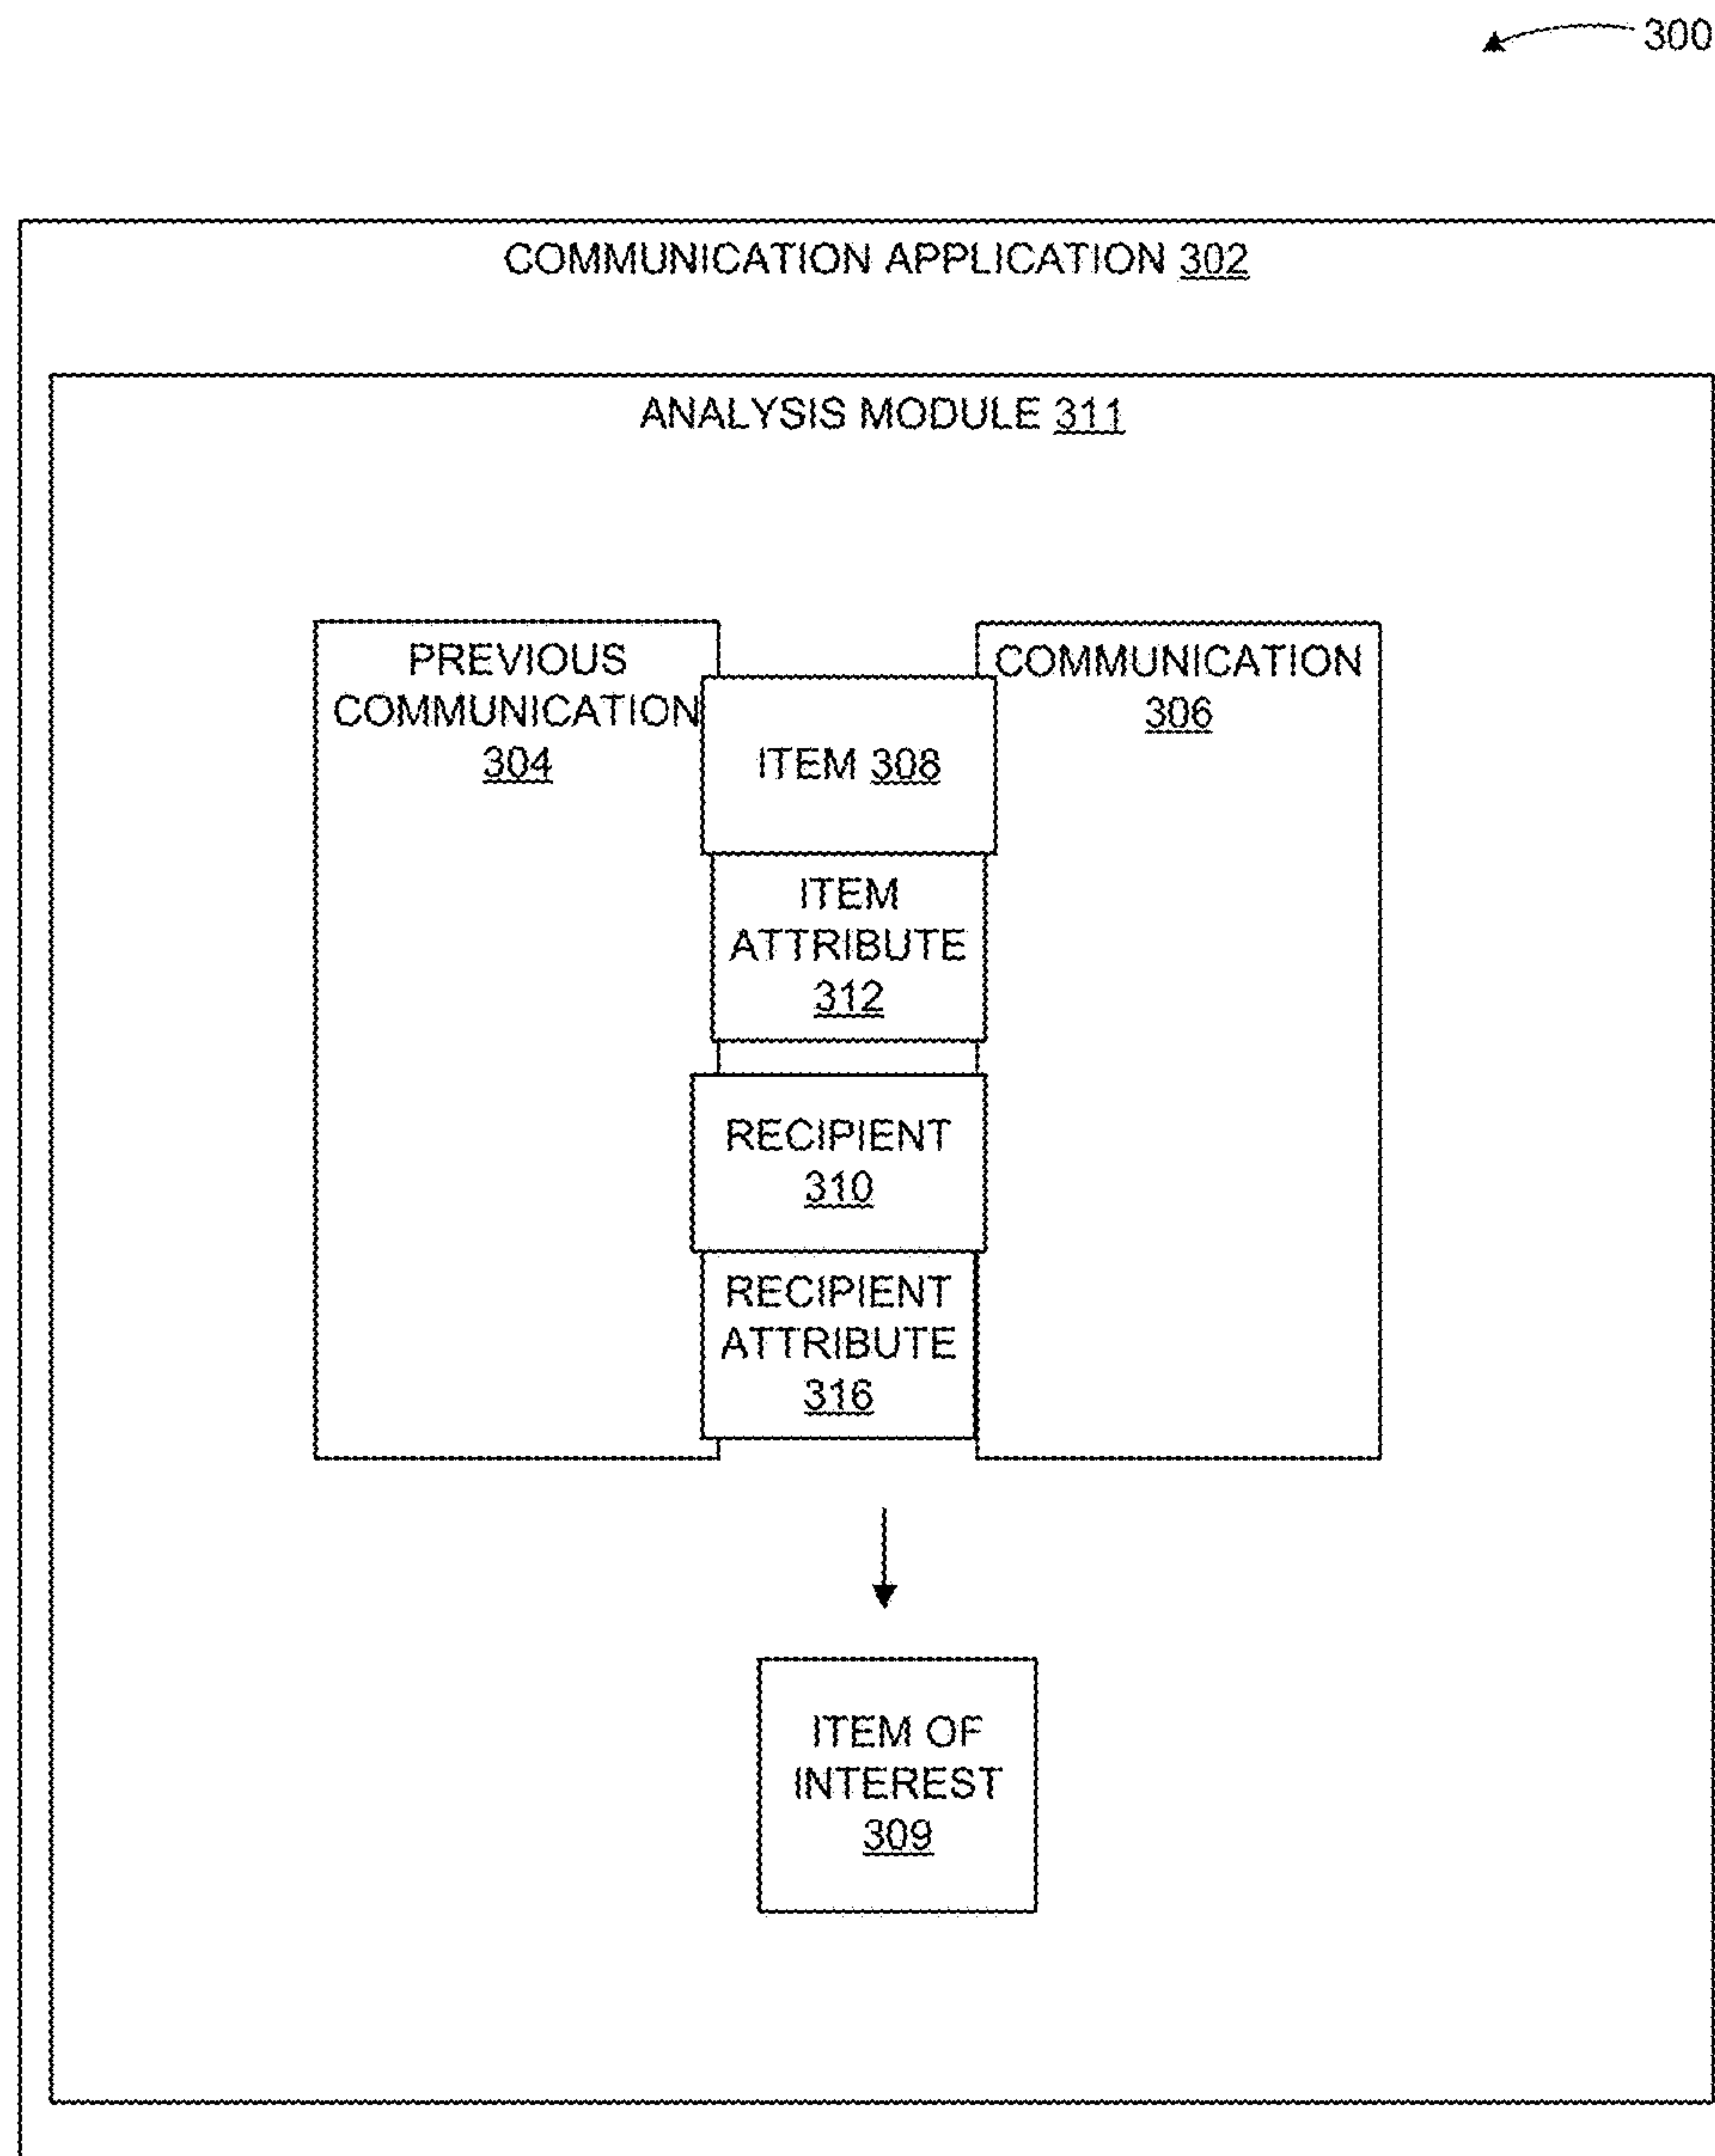 300
COMMUNICATION APPLICATION 302
ANALYSIS MODULE 311
PREVIOUS
COMMUNICATION
304
COMMUNICATION
306
ITEM 308
ITEM
ATTRIBUTE
312
RECIPIENT
310
RECIPIENT
ATTRIBUTE
316
ITEM OF
INTEREST
309